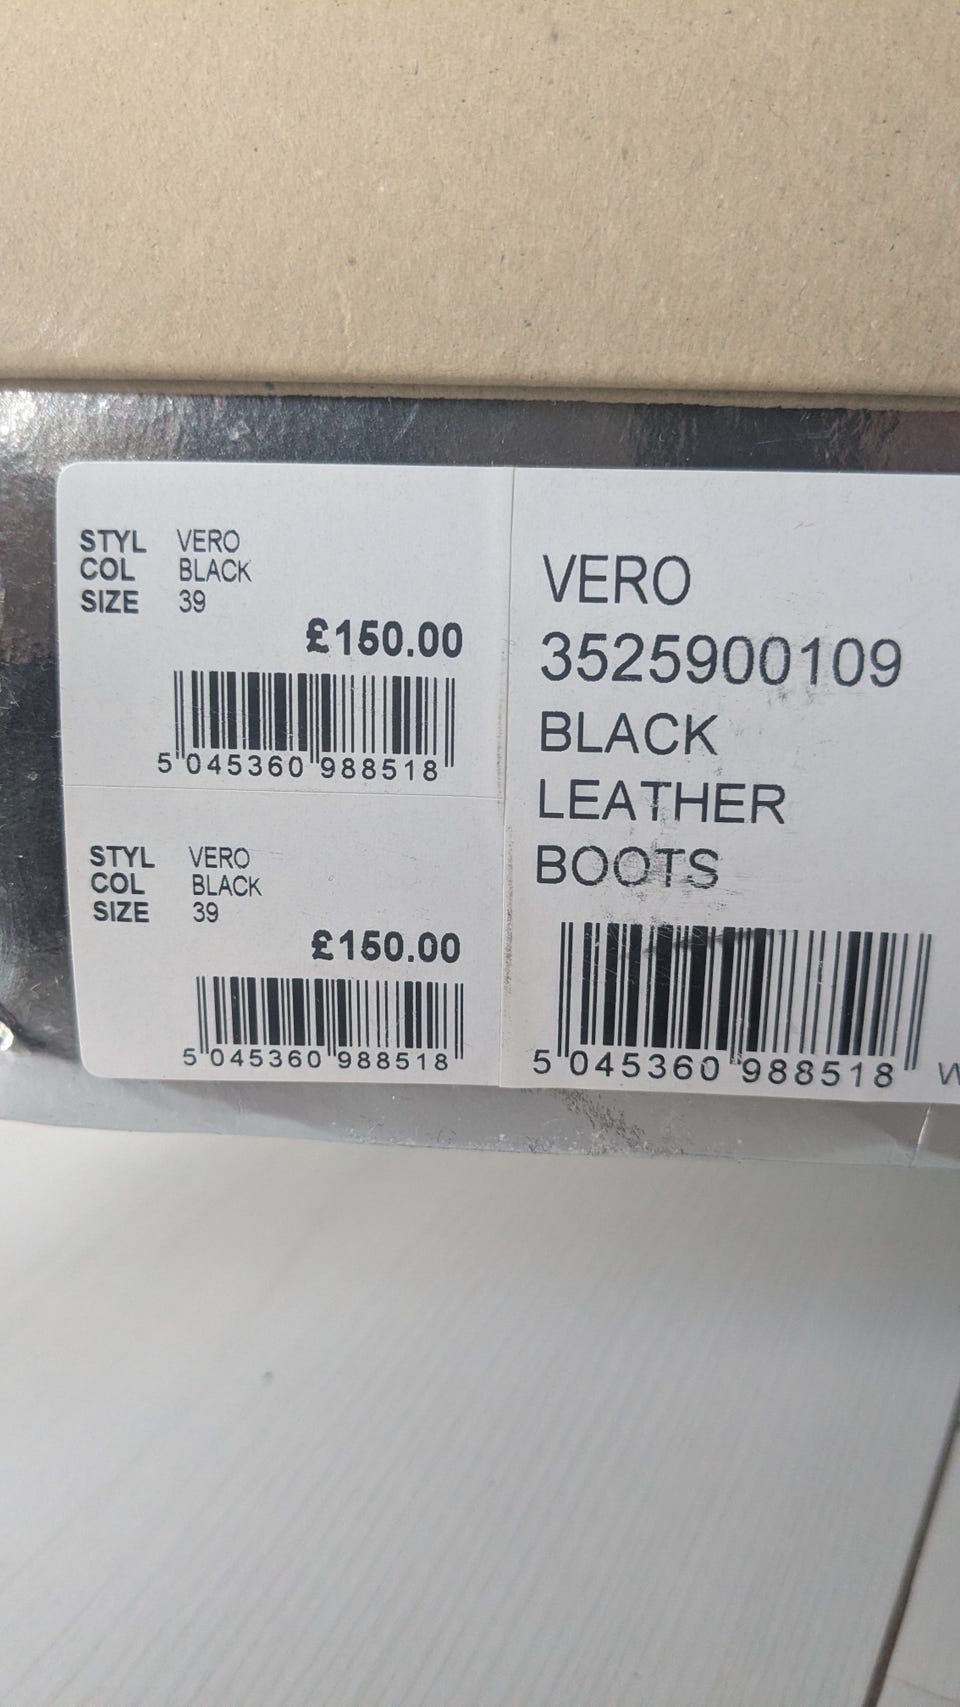 STYL VERO
COL BLACK
SIZE 39
£150.00
5 045360 988518
STYL VERO
COL BLACK
SIZE 39
£150.00
5 045360 988518
VERO
3525900109
BLACK
LEATHER
BOOTS
5 045360 988518